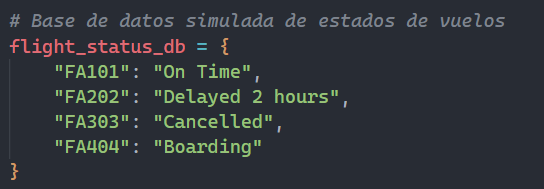 # Base de datos simulada de estados de vuelos
flight_status_db = {
    "FA101": "On Time",
    "FA202": "Delayed 2 hours",
    "FA303": "Cancelled",
    "FA404": "Boarding"
}